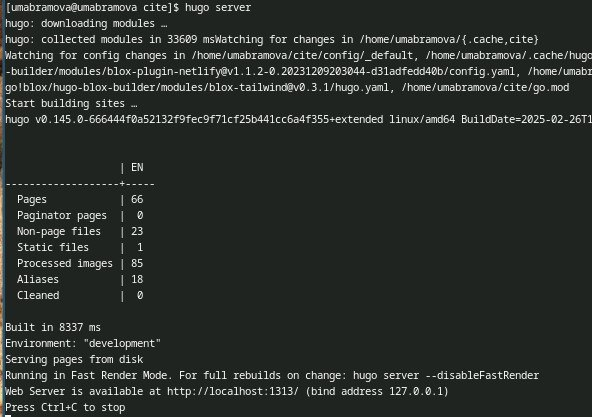 [umabramova@umabramova cite]$ hugo server
hugo: downloading modules …
hugo: collected modules in 33609 msWatching for changes in /home/umabramova/{.cache,cite}
Watching for config changes in /home/umabramova/cite/config/_default, /home/umabramova/.cache/hugo
-builder/modules/blox-plugin-netlify@v1.1.2-0.20231209203044-d31adfedd40b/config.yaml, /home/umabr
go!blox/hugo-blox-builder/modules/blox-tailwind@v0.3.1/hugo.yaml, /home/umabramova/cite/go.mod
Start building sites …
hugo v0.145.0-666444f0a52132f9fec9f71cf25b441cc6a4f355+extended linux/amd64 BuildDate=2025-02-26T1
| EN
-------------------+-----
Pages | 66
Paginator pages | 0
Non-page files | 23
Static files | 1
Processed images | 85
Aliases | 18
Cleaned | 0
Built in 8337 ms
Environment: "development"
Serving pages from disk
Running in Fast Render Mode. For full rebuilds on change: hugo server --disableFastRender
Web Server is available at http://localhost:1313/ (bind address 127.0.0.1)
Press Ctrl+C to stop